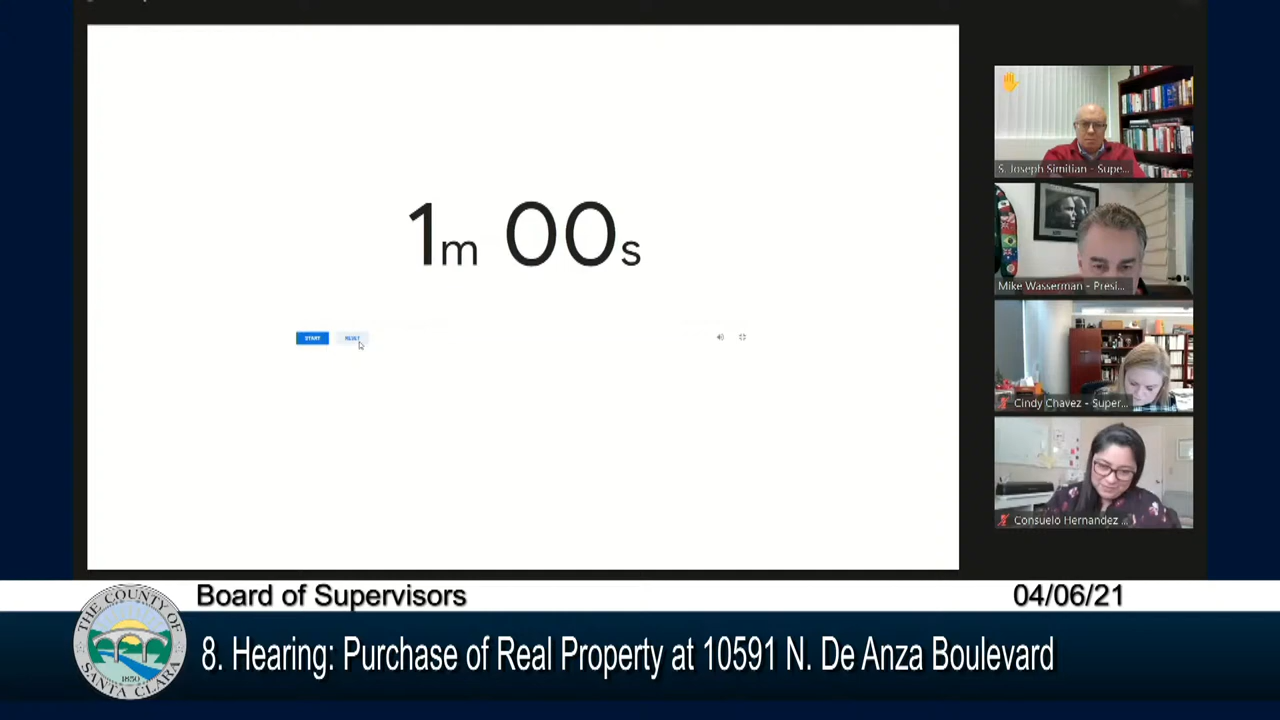 1m 00s
START RESET
S. Joseph Simitian - Supe...
Mike Wasserman - Presi...
Cindy Chavez - Super...
Consuelo Hernandez ...
Board of Supervisors
04/06/21
THE COUNTY OF
SANTA CLARA
1850
8. Hearing: Purchase of Real Property at 10591 N. De Anza Boulevard